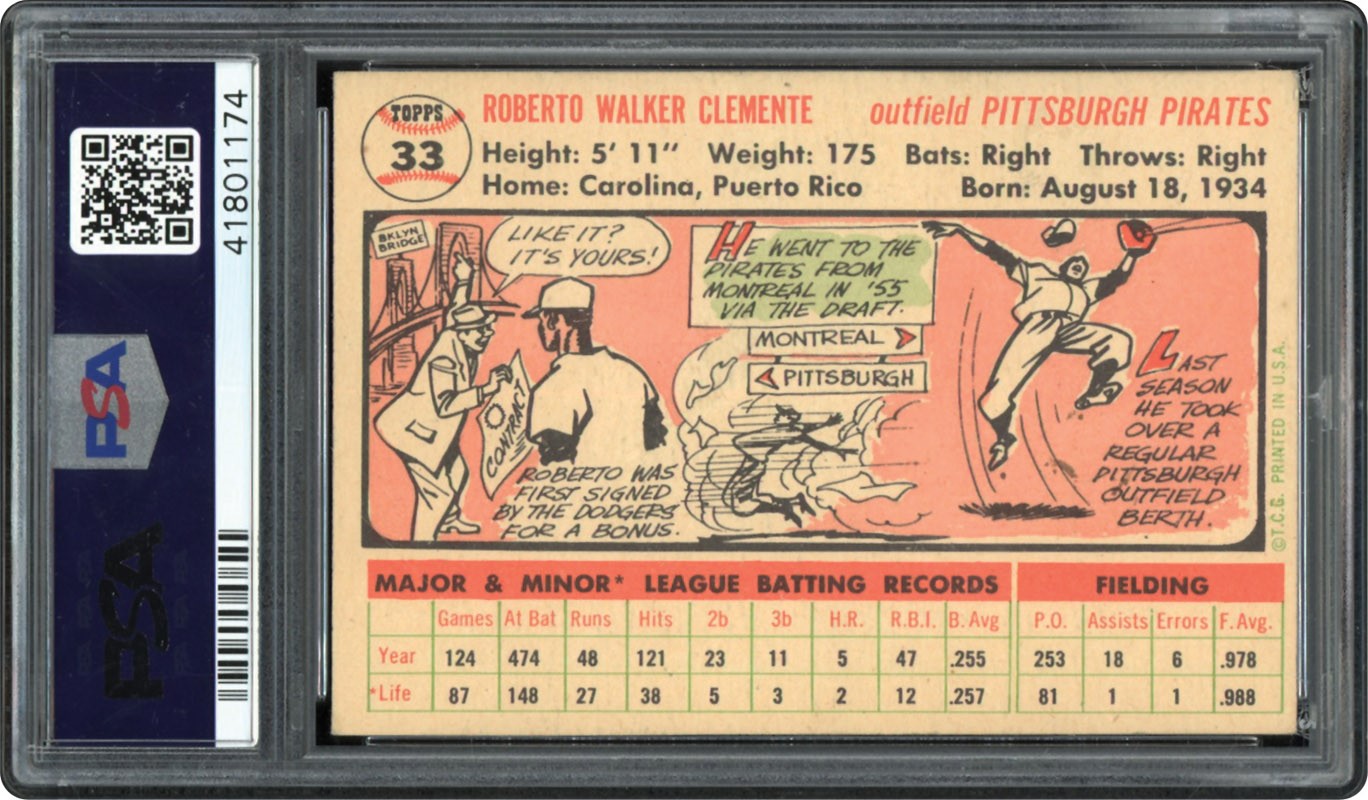 41801174
PSA
PSA
TOPPS
33
ROBERTO WALKER CLEMENTE outfield PITTSBURGH PIRATES
Height: 5' 11" Weight: 175 Bats: Right Throws: Right
Home: Carolina, Puerto Rico Born: August 18, 1934
BKLYN
BRIDGE
LIKE IT?
IT'S YOURS!
CONTRACT
ROBERTO WAS
FIRST SIGNED
BY THE DODGERS
FOR A BONUS.
HE WENT TO THE
PIRATES FROM
MONTREAL IN '55
VIA THE DRAFT.
MONTREAL
PITTSBURGH
LAST
SEASON
HE TOOK
OVER A
REGULAR
PITTSBURGH
OUTFIELD
BERTH.
©T.C.G. PRINTED IN U.S.A.
MAJOR & MINOR* LEAGUE BATTING RECORDS FIELDING
Games At Bat Runs Hits 2b 3b H.R. R.B.I. B. Avg P.O. Assists Errors F. Avg.
Year 124 474 48 121 23 11 5 47 .255 253 18 6 .978
*Life 87 148 27 38 5 3 2 12 .257 81 1 1 .988